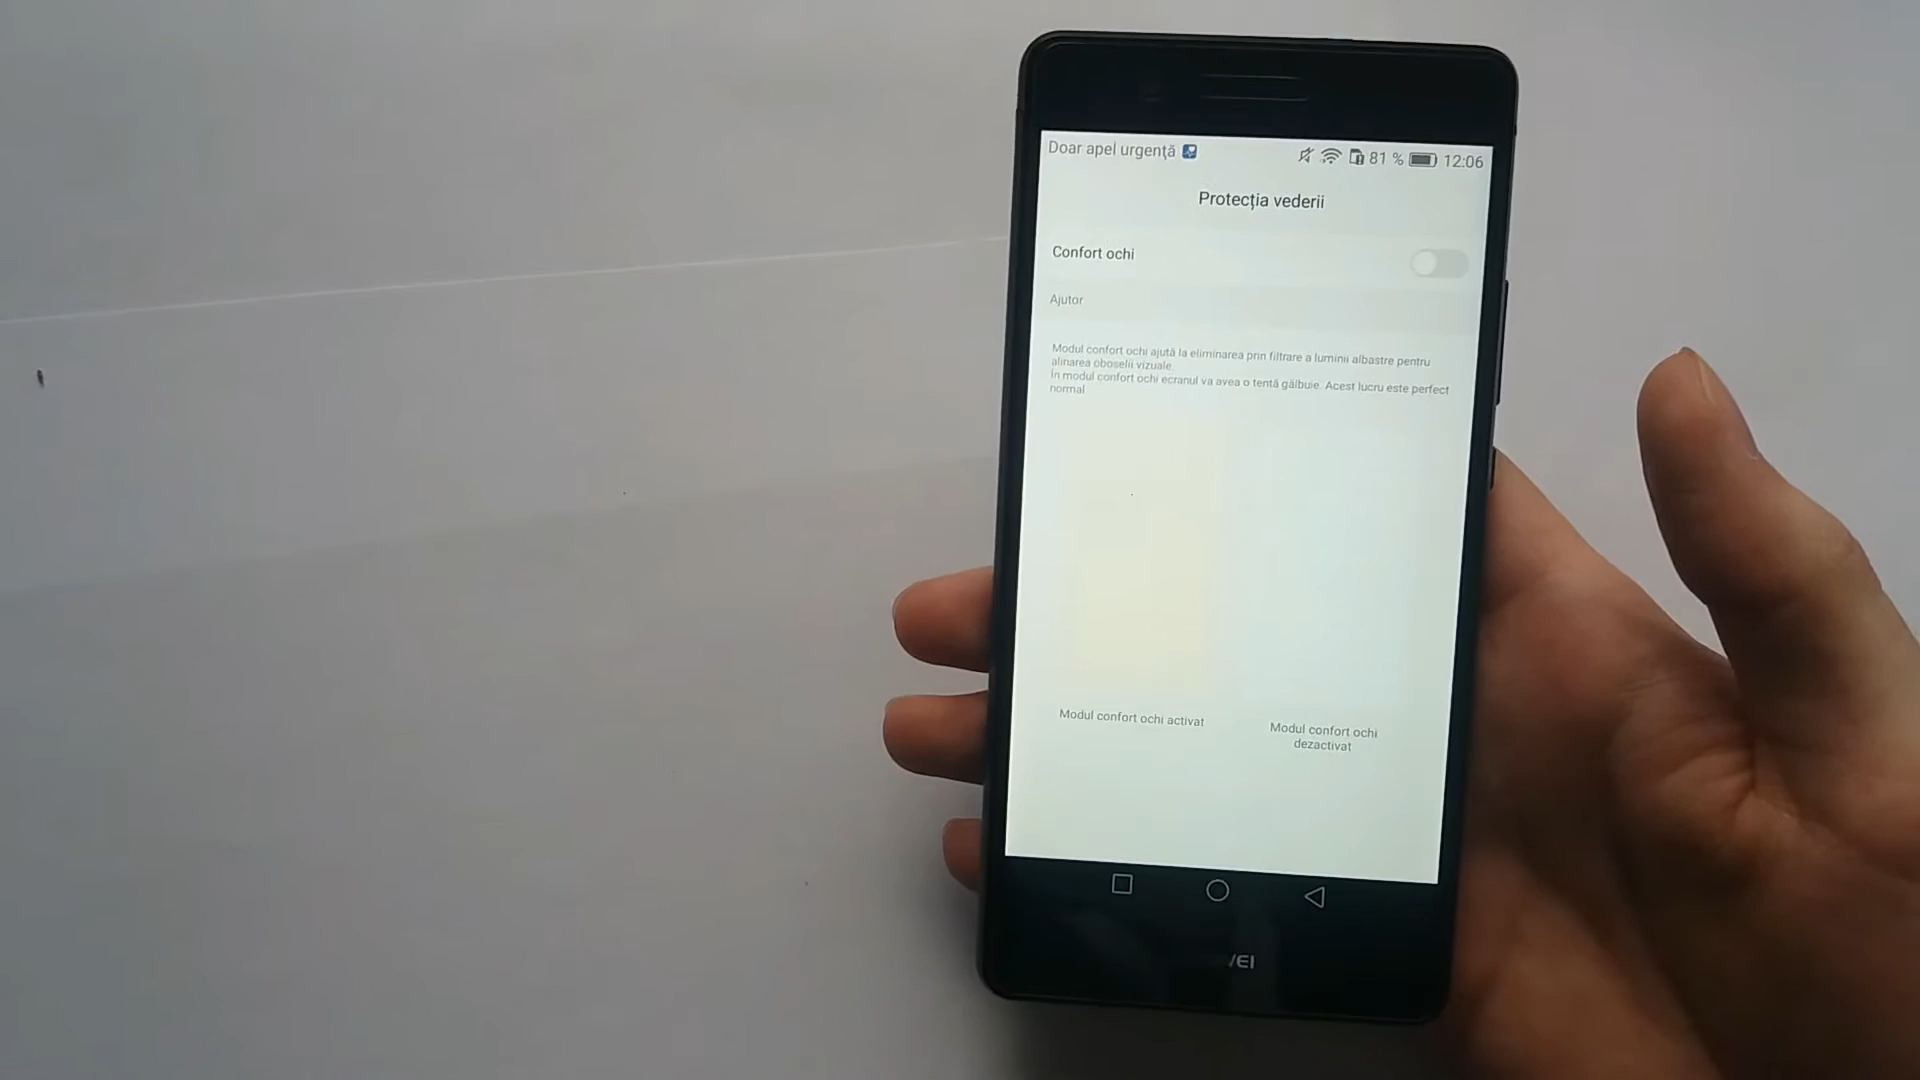 Doar apel urgenţă 81 % 12:06
Protecția vederii
Confort ochi
Ajutor
Modul confort ochi ajută la eliminarea prin filtrare a luminii albastre pentru
alinarea oboselii vizuale.
În modul confort ochi ecranul va avea o tentă gălbuie. Acest lucru este perfect
normal
Modul confort ochi activat
Modul confort ochi
dezactivat